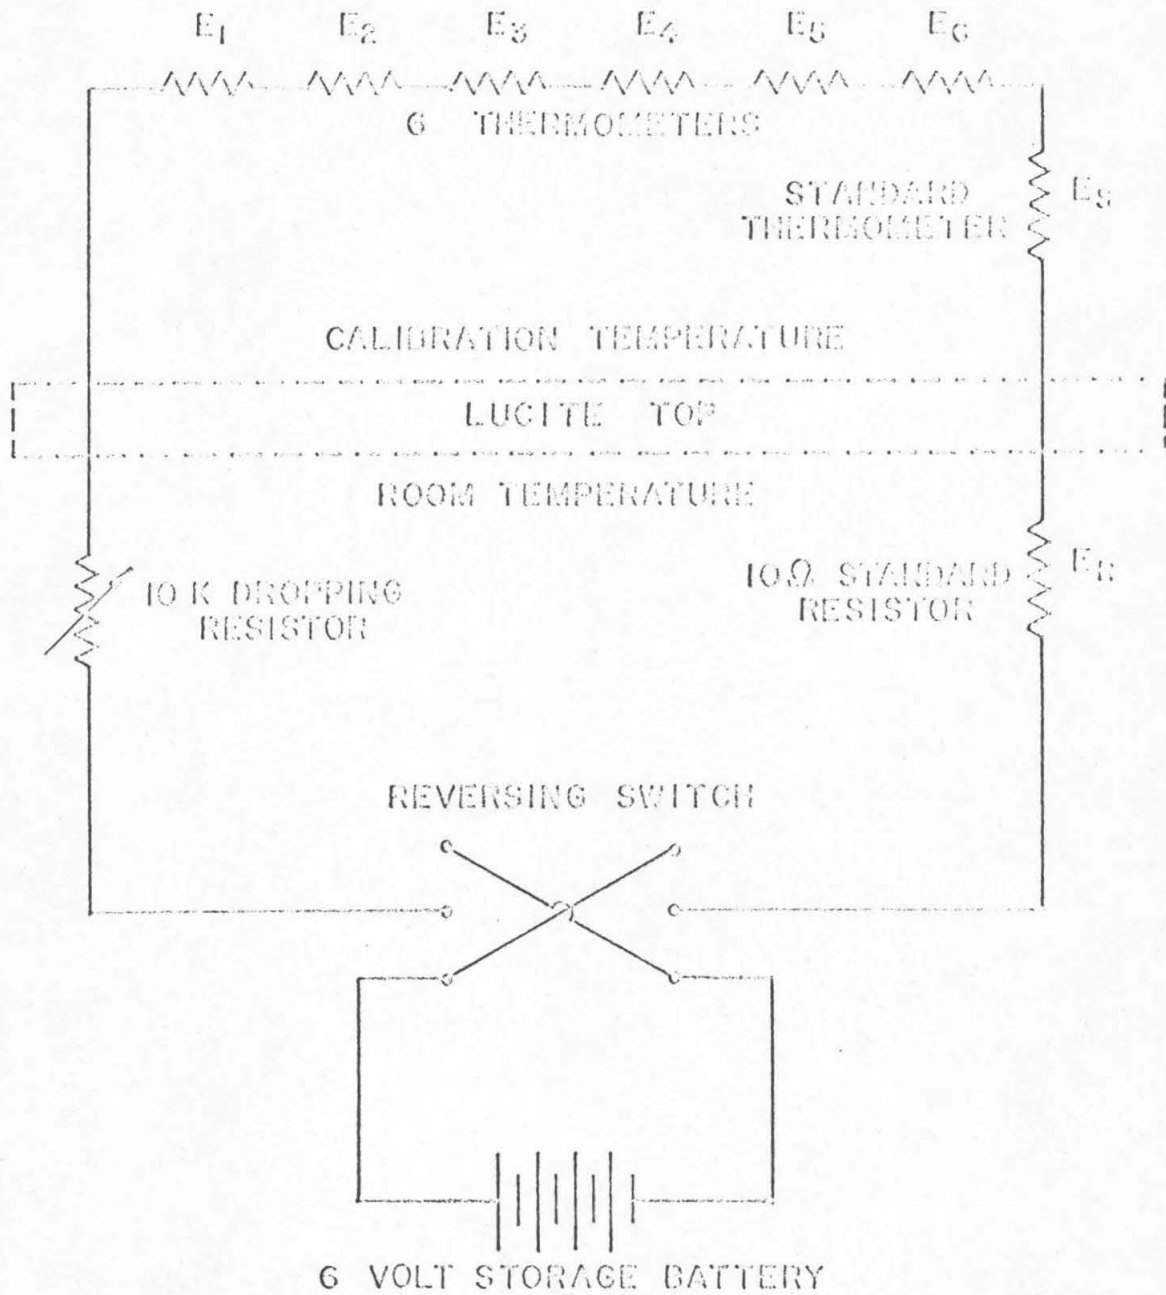 E1 E2 E3 E4 E5 E6
6 THERMOMETERS
STANDARD
THERMOMETER
ES
CALIBRATION TEMPERATURE
LUCITE TOP
ROOM TEMPERATURE
10 K DROPPING
RESISTOR
10Ω STANDARD
RESISTOR
ER
REVERSING SWITCH
6 VOLT STORAGE BATTERY